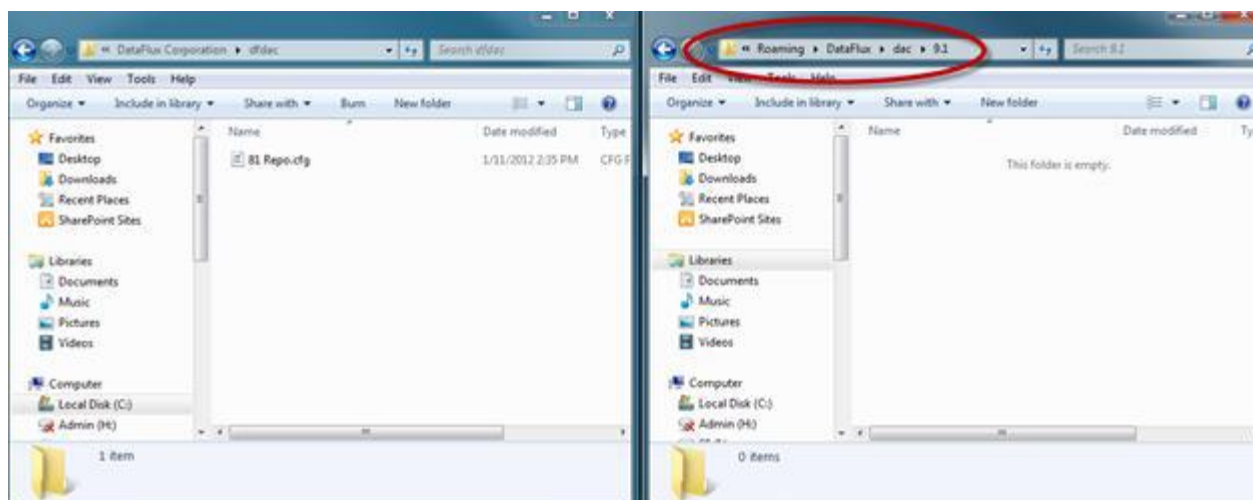 « DataFlux Corporation ▸ dfdac
Search dfdac
File Edit View Tools Help
Organize Include in library Share with Burn New folder
Favorites
Desktop
Downloads
Recent Places
SharePoint Sites
Libraries
Documents
Music
Pictures
Videos
Computer
Local Disk (C:)
Admin (H:)
Name Date modified Type
81 Repo.cfg 1/11/2012 2:35 PM CFG F
1 item
« Roaming ▸ DataFlux ▸ dac ▸ 9.1
Search 9.1
File Edit View Tools Help
Organize Include in library Share with New folder
Favorites
Desktop
Downloads
Recent Places
SharePoint Sites
Libraries
Documents
Music
Pictures
Videos
Computer
Local Disk (C:)
Admin (H:)
Name Date modified Ty
This folder is empty.
0 items